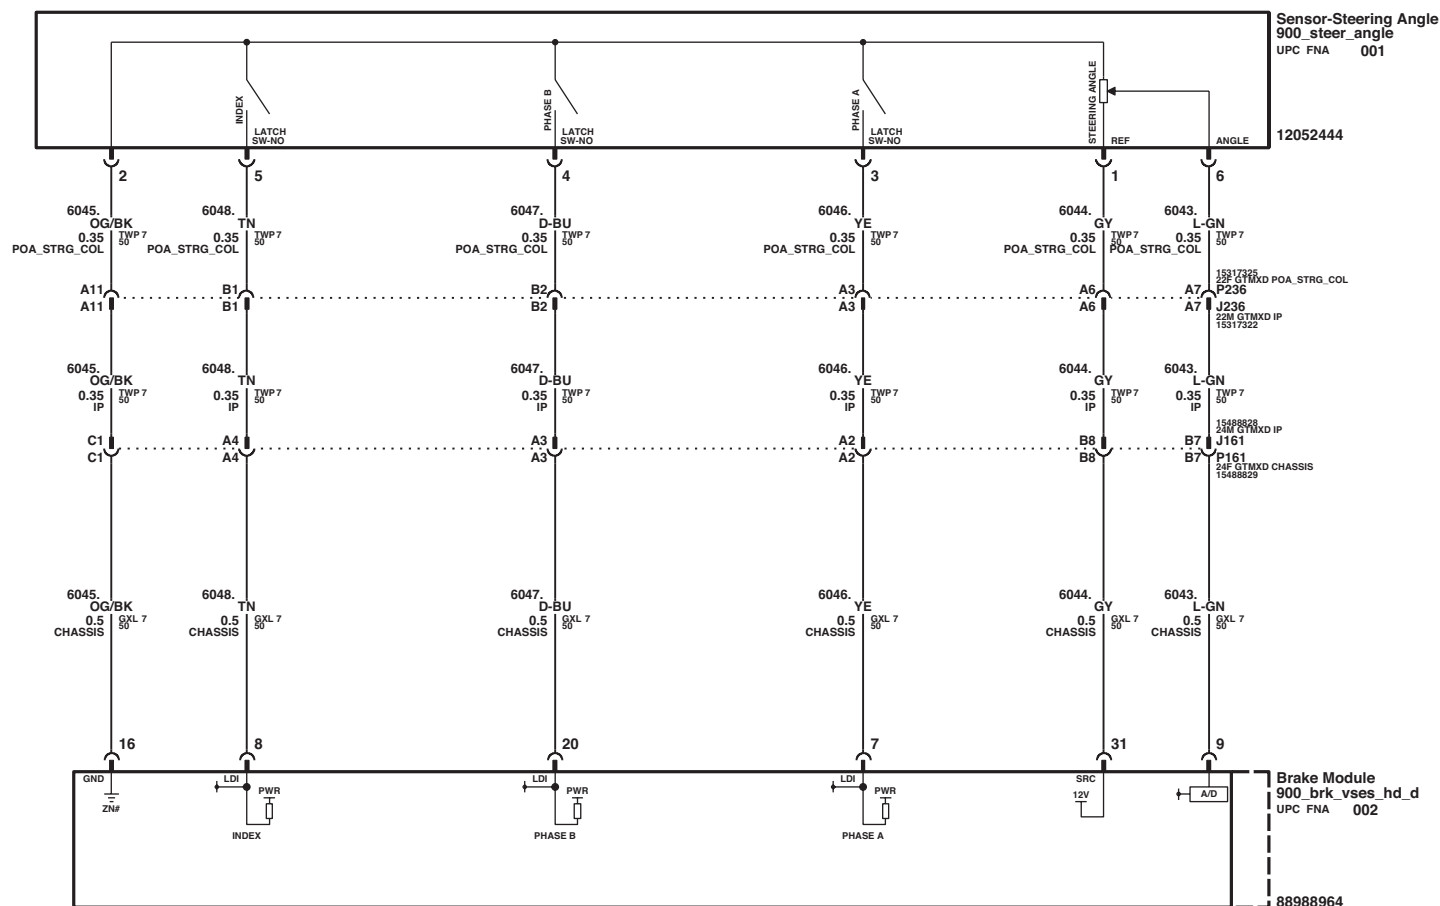 Sensor-Steering Angle
900_steer_angle
UPC FNA 001
12052444
INDEX
LATCH
SW-NO
PHASE B
LATCH
SW-NO
PHASE A
LATCH
SW-NO
STEERING ANGLE
REF
ANGLE
2 5 4 3 1 6
6045. 6048. 6047. 6046. 6044. 6043.
OG/BK TN D-BU YE GY L-GN
0.35 TWP 7 0.35 TWP 7 0.35 TWP 7 0.35 TWP 7 0.35 TWP 7 0.35 TWP 7
50 50 50 50 50 50
POA_STRG_COL POA_STRG_COL POA_STRG_COL POA_STRG_COL POA_STRG_COL POA_STRG_COL
15317325
22F GTMXD POA_STRG_COL
A11 B1 B2 A3 A6 A7 P236
A11 B1 B2 A3 A6 A7 J236
22M GTMXD IP
15317322
6045. 6048. 6047. 6046. 6044. 6043.
OG/BK TN D-BU YE GY L-GN
0.35 TWP 7 0.35 TWP 7 0.35 TWP 7 0.35 TWP 7 0.35 TWP 7 0.35 TWP 7
50 50 50 50 50 50
IP IP IP IP IP IP
15488828
24M GTMXD IP
C1 A4 A3 A2 B8 B7 J161
C1 A4 A3 A2 B8 B7 P161
24F GTMXD CHASSIS
15488829
6045. 6048. 6047. 6046. 6044. 6043.
OG/BK TN D-BU YE GY L-GN
0.5 GXL 7 0.5 GXL 7 0.5 GXL 7 0.5 GXL 7 0.5 GXL 7 0.5 GXL 7
50 50 50 50 50 50
CHASSIS CHASSIS CHASSIS CHASSIS CHASSIS CHASSIS
16 8 20 7 31 9
GND LDI LDI LDI SRC
PWR PWR PWR 12V A/D
ZN#
INDEX PHASE B PHASE A
Brake Module
900_brk_vses_hd_d
UPC FNA 002
88988964